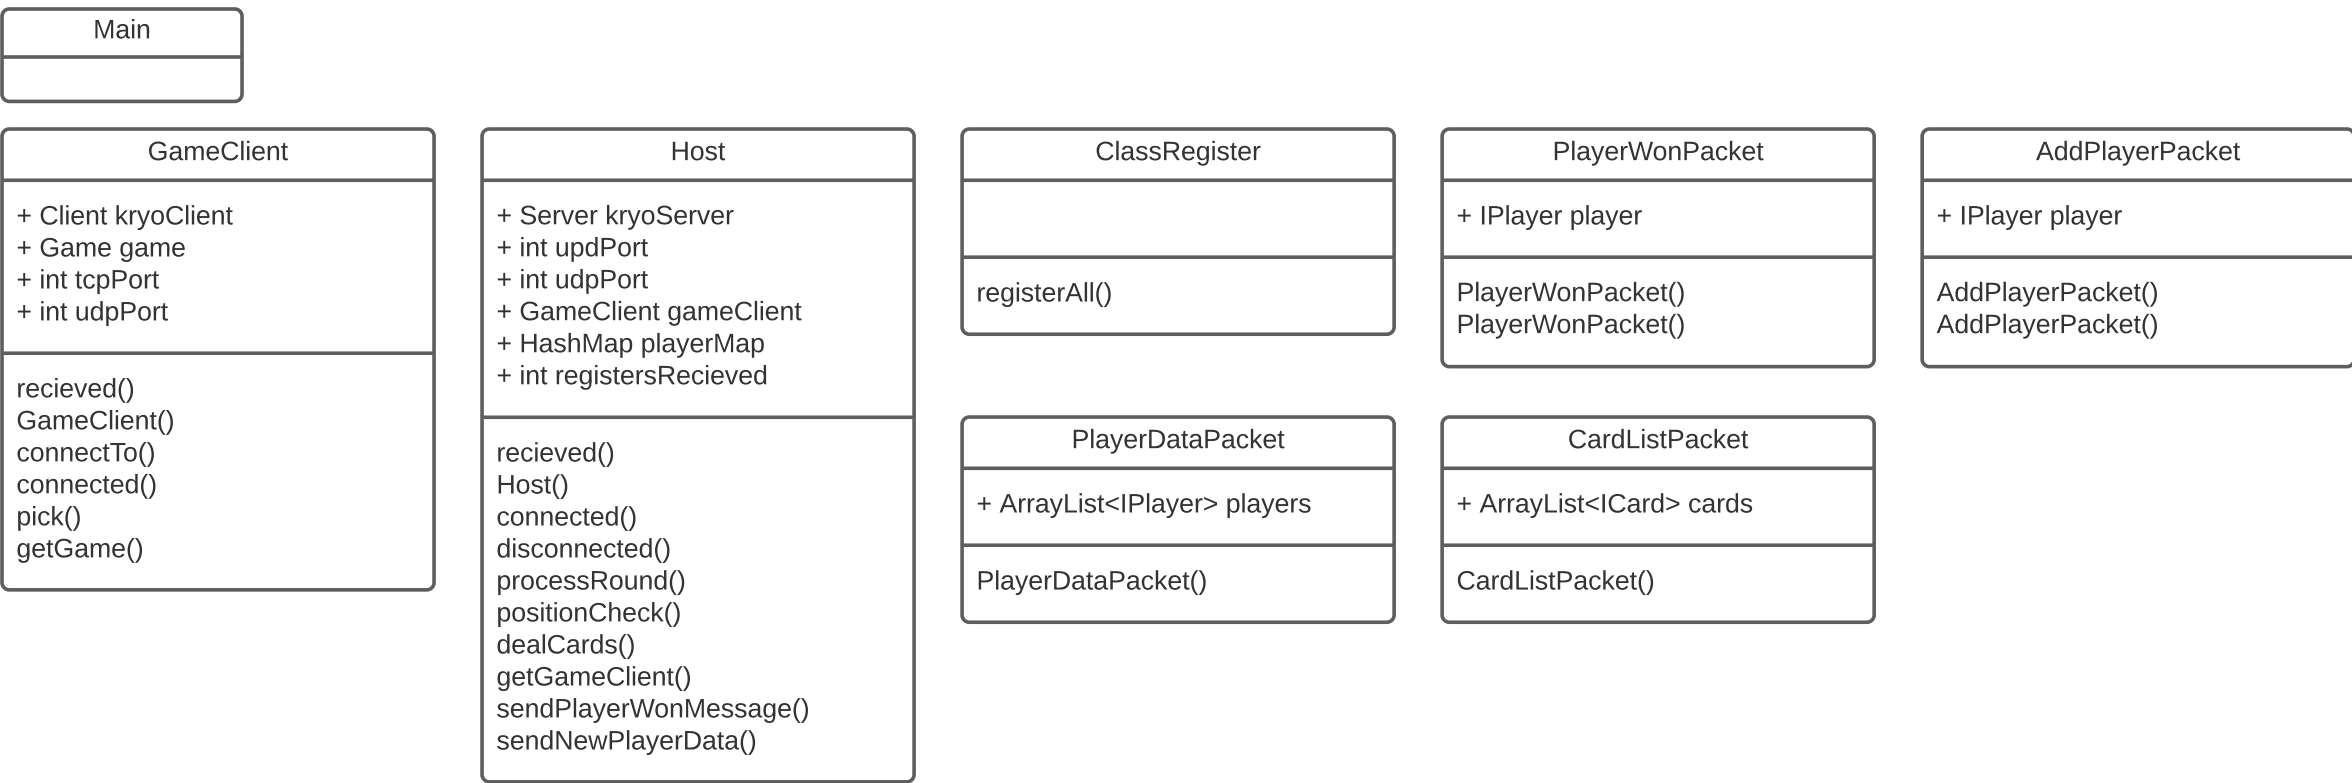 Main
GameClient
+ Client kryoClient
+ Game game
+ int tcpPort
+ int udpPort
recieved()
GameClient()
connectTo()
connected()
pick()
getGame()
Host
+ Server kryoServer
+ int updPort
+ int udpPort
+ GameClient gameClient
+ HashMap playerMap
+ int registersRecieved
recieved()
Host()
connected()
disconnected()
processRound()
positionCheck()
dealCards()
getGameClient()
sendPlayerWonMessage()
sendNewPlayerData()
ClassRegister
registerAll()
PlayerWonPacket
+ IPlayer player
PlayerWonPacket()
PlayerWonPacket()
AddPlayerPacket
+ IPlayer player
AddPlayerPacket()
AddPlayerPacket()
PlayerDataPacket
+ ArrayList<IPlayer> players
PlayerDataPacket()
CardListPacket
+ ArrayList<ICard> cards
CardListPacket()